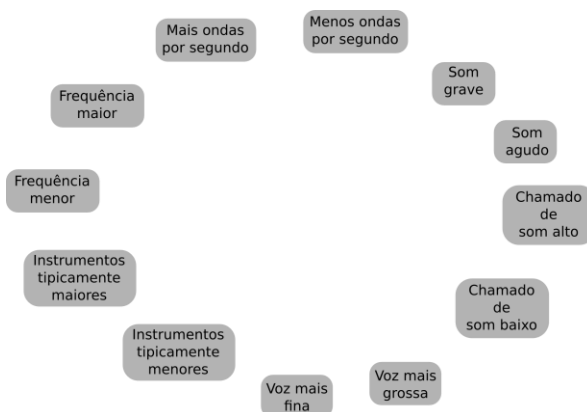 Mais ondas
por segundo
Menos ondas
por segundo
Som
grave
Som
agudo
Chamado
de
som alto
Chamado
de
som baixo
Voz mais
grossa
Voz mais
fina
Instrumentos
tipicamente
menores
Instrumentos
tipicamente
maiores
Frequência
menor
Frequência
maior